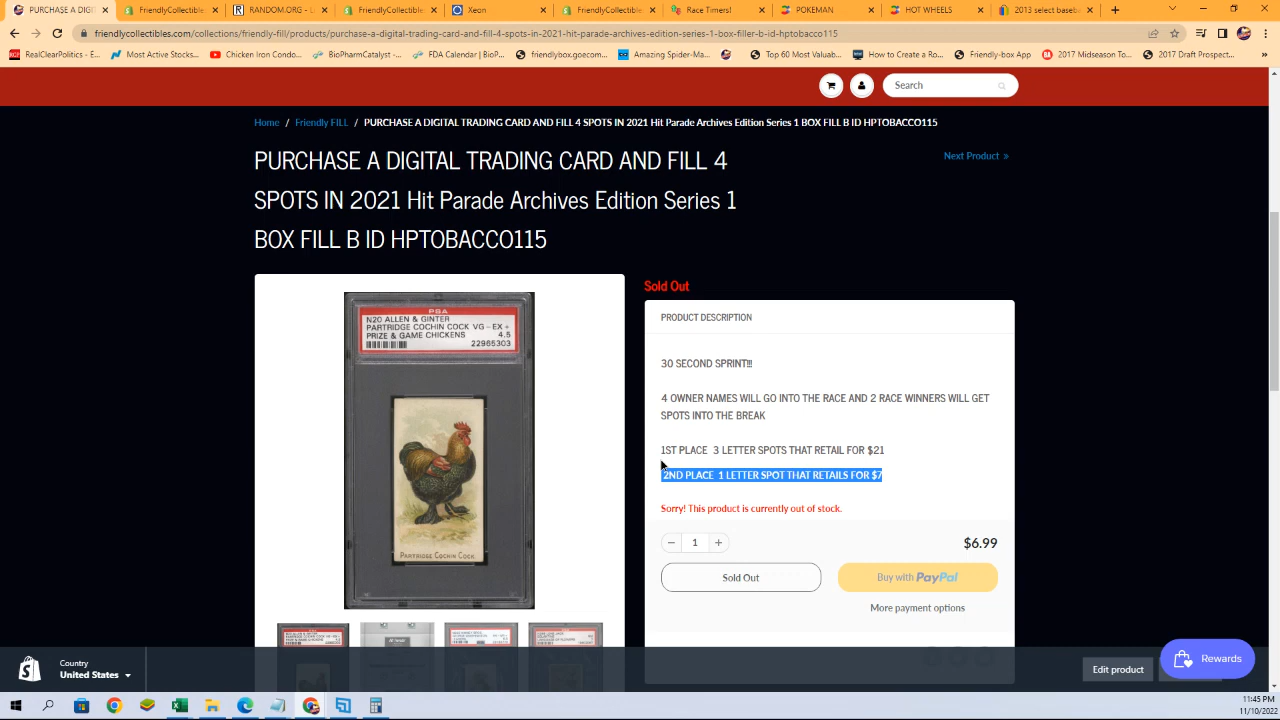 PURCHASE A DIG
FriendlyCollectible
RANDOM.ORG - L
FriendlyCollectible
Xeon
FriendlyCollectible
Race Timers!
POKEMAN
HOT WHEELS
2013 select baseb
friendlycollectibles.com/collections/friendly-fill/products/purchase-a-digital-trading-card-and-fill-4-spots-in-2021-hit-parade-archives-edition-series-1-box-filler-b-id-hptobacco115
RealClearPolitics - E...
Most Active Stocks...
Chicken Iron Condo...
BioPharmCatalyst -...
FDA Calendar | BioP...
friendlybox.goecom...
Amazing Spider-Ma...
Top 60 Most Valuab...
How to Create a Ro...
Friendly-box App
2017 Midseason To...
2017 Draft Prospect...
Search
Home / Friendly FILL / PURCHASE A DIGITAL TRADING CARD AND FILL 4 SPOTS IN 2021 Hit Parade Archives Edition Series 1 BOX FILL B ID HPTOBACCO115
PURCHASE A DIGITAL TRADING CARD AND FILL 4
SPOTS IN 2021 Hit Parade Archives Edition Series 1
BOX FILL B ID HPTOBACCO115
Next Product »
Sold Out
PRODUCT DESCRIPTION
PSA
N20 ALLEN & GINTER
PARTRIDGE COCHIN COCK VG - EX +
PRIZE & GAME CHICKENS 4.5
22965303
PARTRIDGE COCHIN COCK.
30 SECOND SPRINT!!!
4 OWNER NAMES WILL GO INTO THE RACE AND 2 RACE WINNERS WILL GET
SPOTS INTO THE BREAK
1ST PLACE 3 LETTER SPOTS THAT RETAIL FOR $21
2ND PLACE 1 LETTER SPOT THAT RETAILS FOR $7
Sorry! This product is currently out of stock.
1
$6.99
Sold Out
Buy with PayPal
More payment options
Country
United States
Edit product
Rewards
11:45 PM
11/10/2022